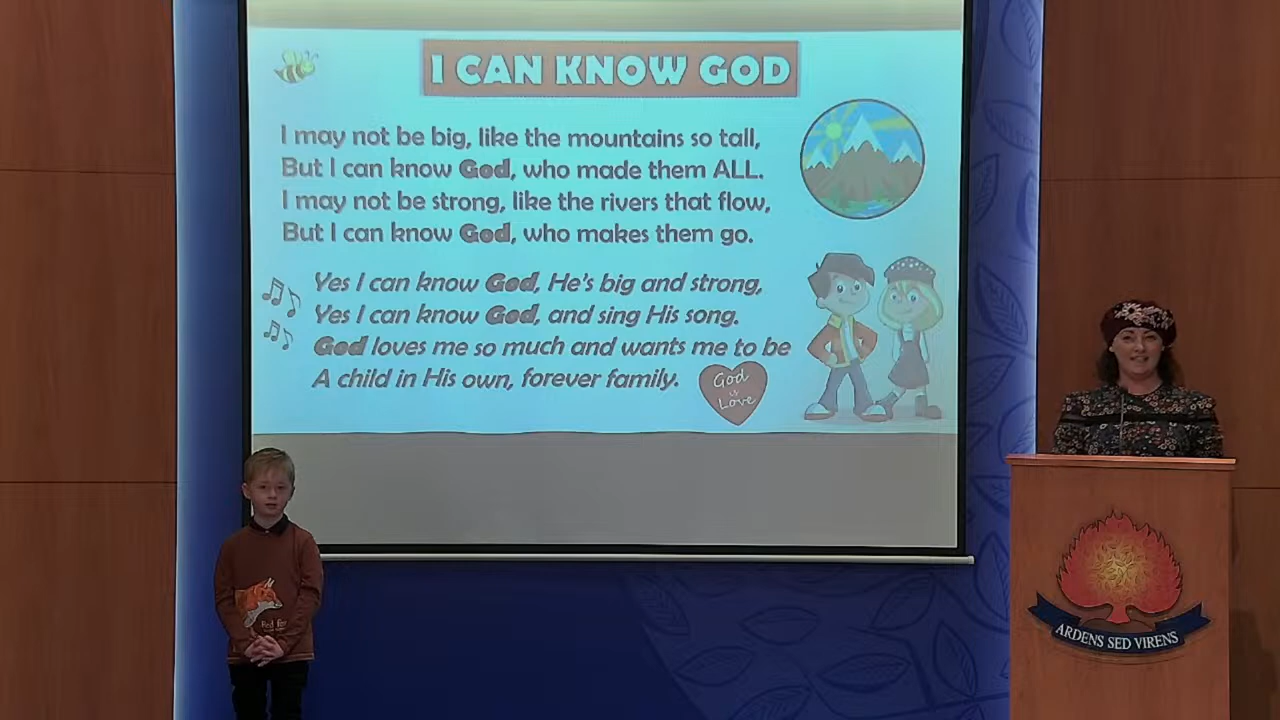 I CAN KNOW GOD
I may not be big, like the mountains so tall,
But I can know God, who made them ALL.
I may not be strong, like the rivers that flow,
But I can know God, who makes them go.
Yes I can know God, He's big and strong,
Yes I can know God, and sing His song.
God loves me so much and wants me to be
A child in His own, forever family.
God
is
Love
Red Fox
ARDENS SED VIRENS